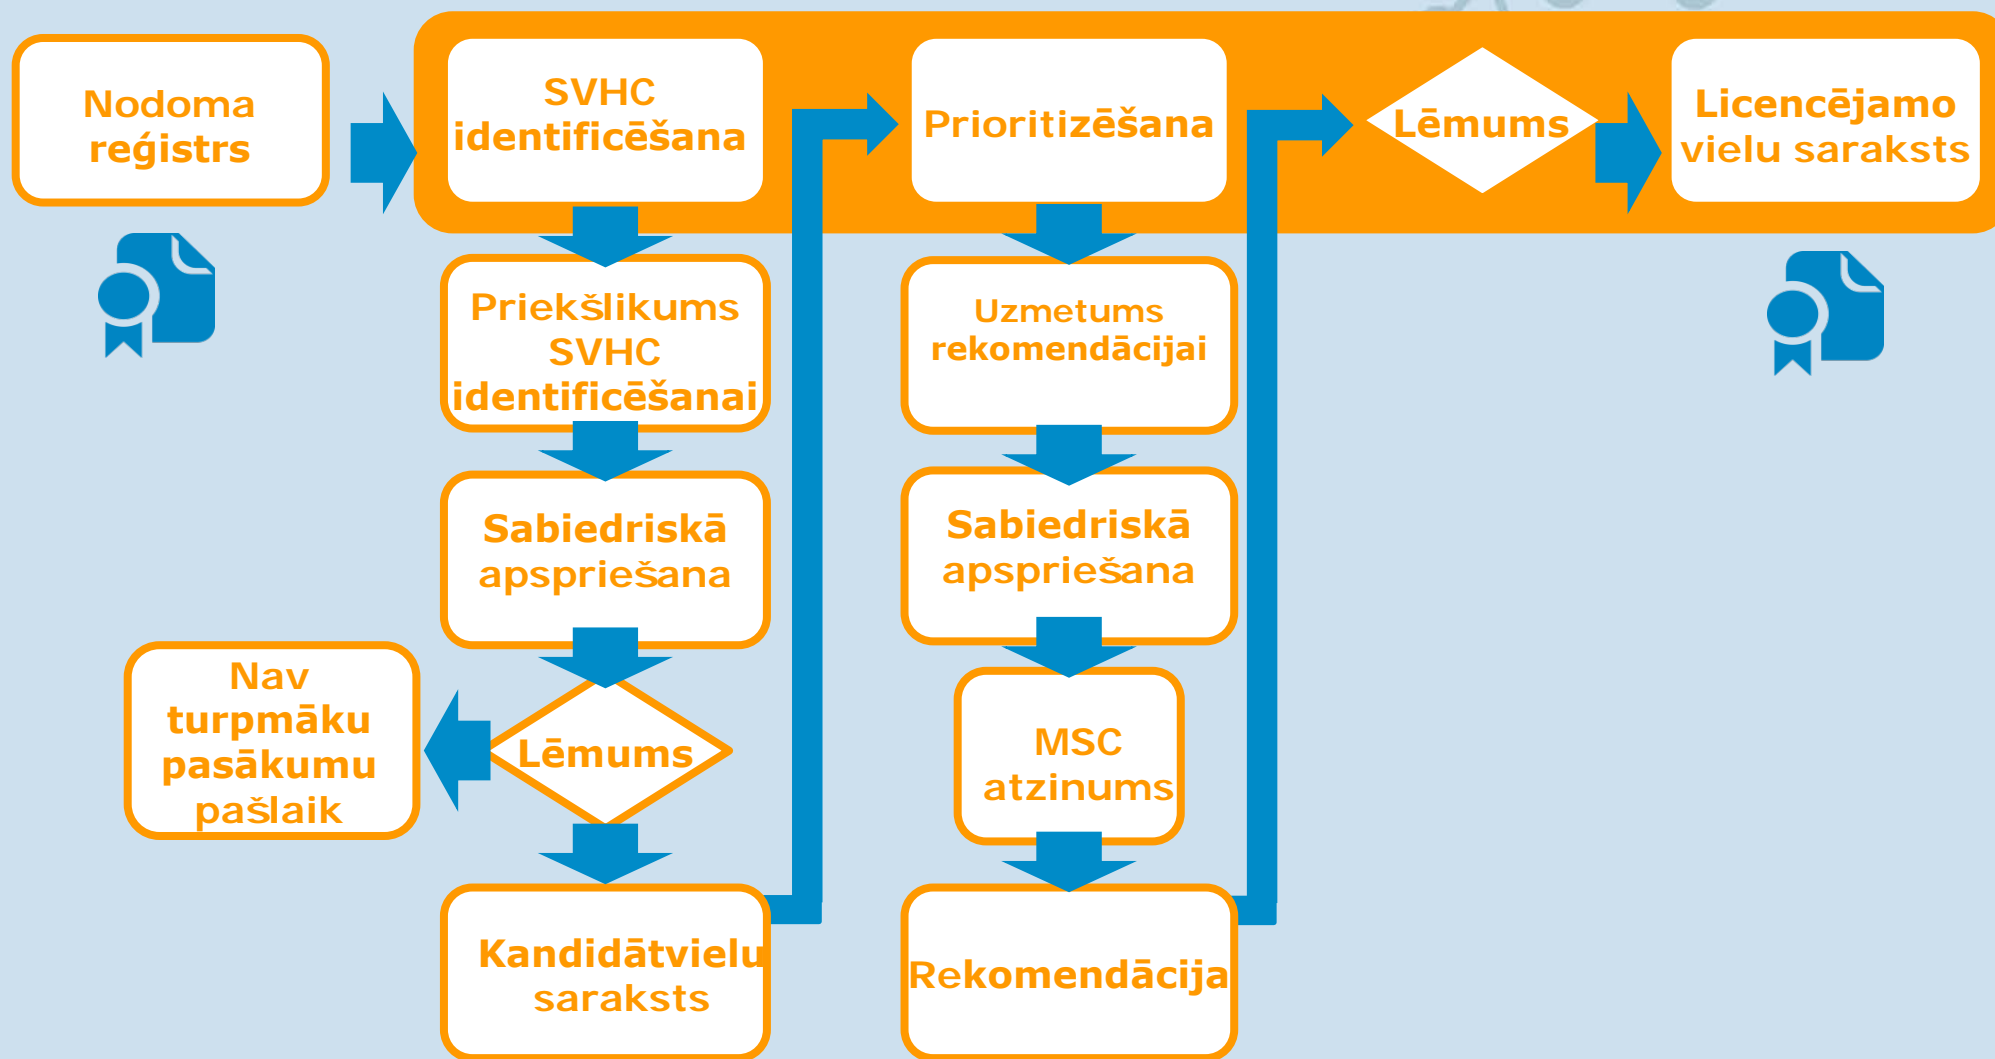 Nodoma
reģistrs
SVHC
identificēšana
Prioritizēšana
Lēmums
Licencējamo
vielu saraksts
Priekšlikums
SVHC
identificēšanai
Sabiedriskā
apspriešana
Lēmums
Nav
turpmāku
pasākumu
pašlaik
Kandidātvielu
saraksts
Uzmetums
rekomendācijai
Sabiedriskā
apspriešana
MSC
atzinums
Rekomendācija